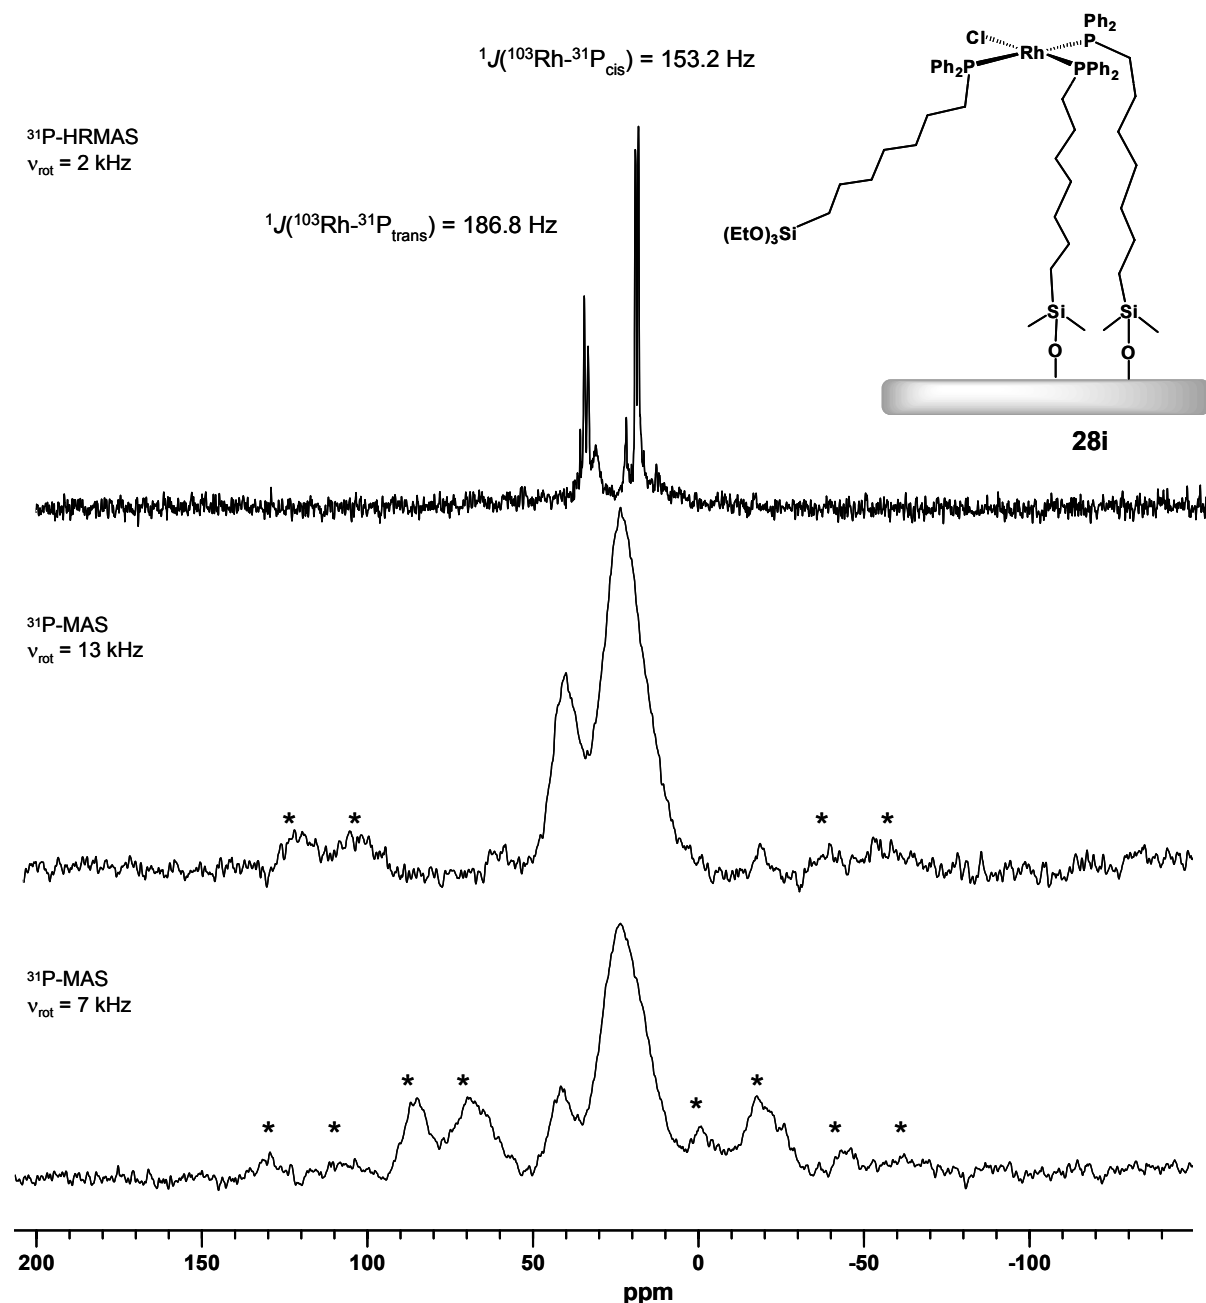 Ph₂
Cl Rh P
Ph₂P PPh₂
¹J(¹⁰³Rh-³¹P_cis) = 153.2 Hz
³¹P-HRMAS
ν_rot = 2 kHz
¹J(¹⁰³Rh-³¹P_trans) = 186.8 Hz
(EtO)₃Si
Si Si
O O
28i
³¹P-MAS
ν_rot = 13 kHz
* * * *
³¹P-MAS
ν_rot = 7 kHz
* * * * * * * *
200 150 100 50 0 -50 -100
ppm